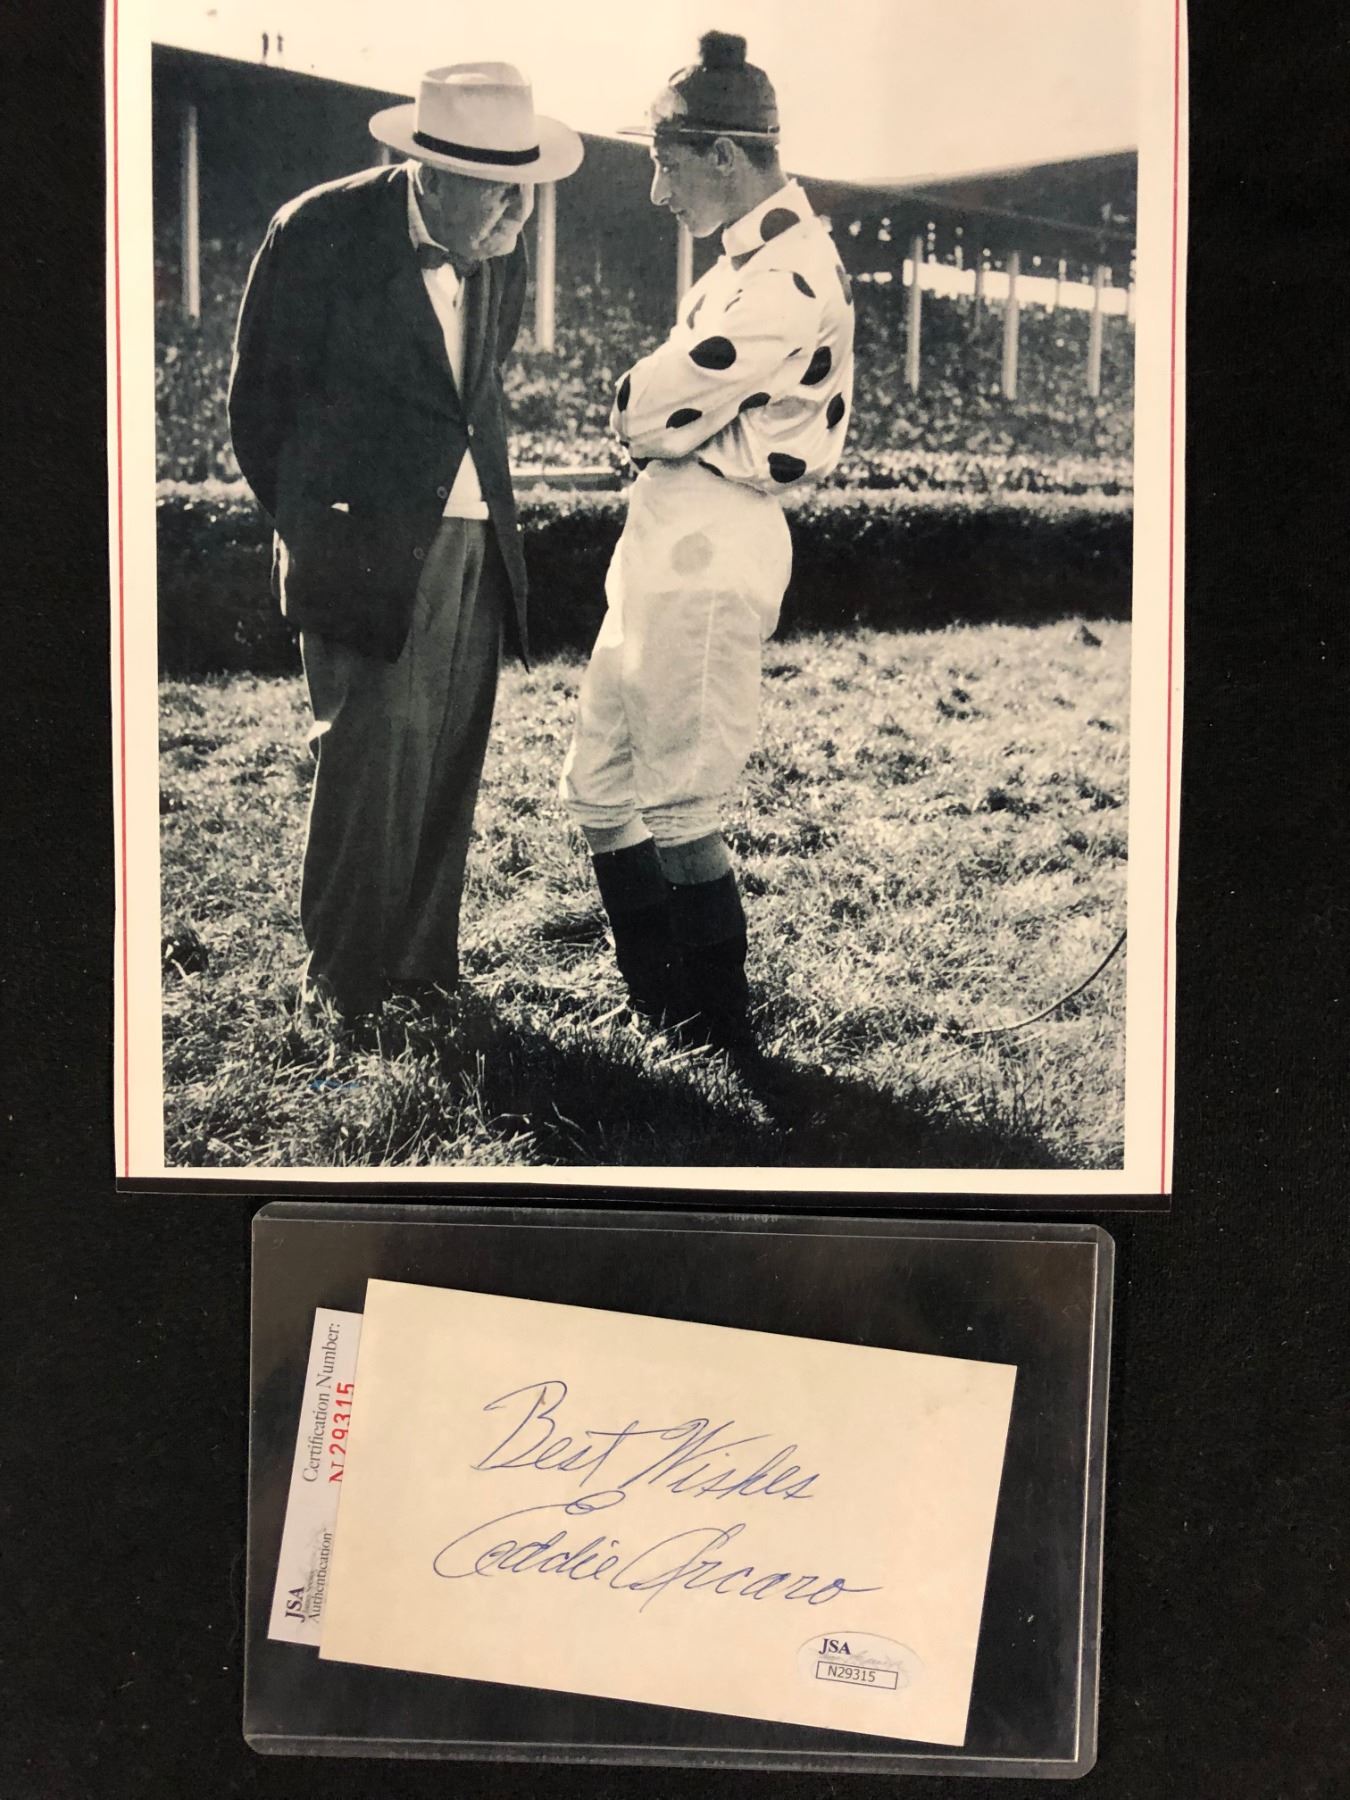 Certification Number:
N29315
JSA
Authentication
Best Wishes
Eddie Arcaro
JSA
N29315